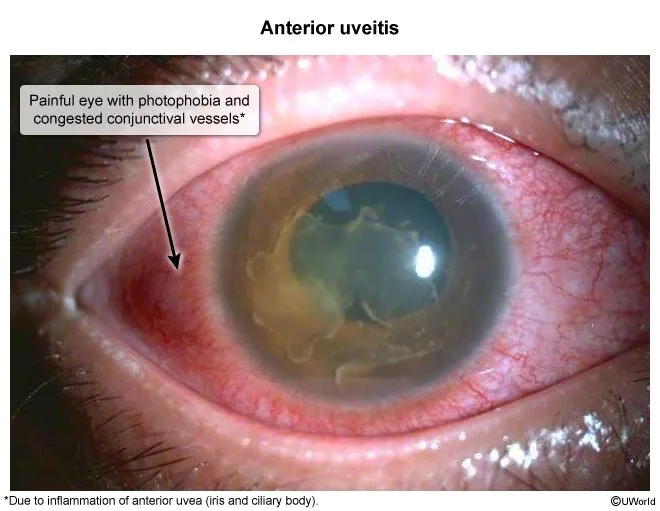 Anterior uveitis
Painful eye with photophobia and
congested conjunctival vessels*
*Due to inflammation of anterior uvea (iris and ciliary body).
©UWorld